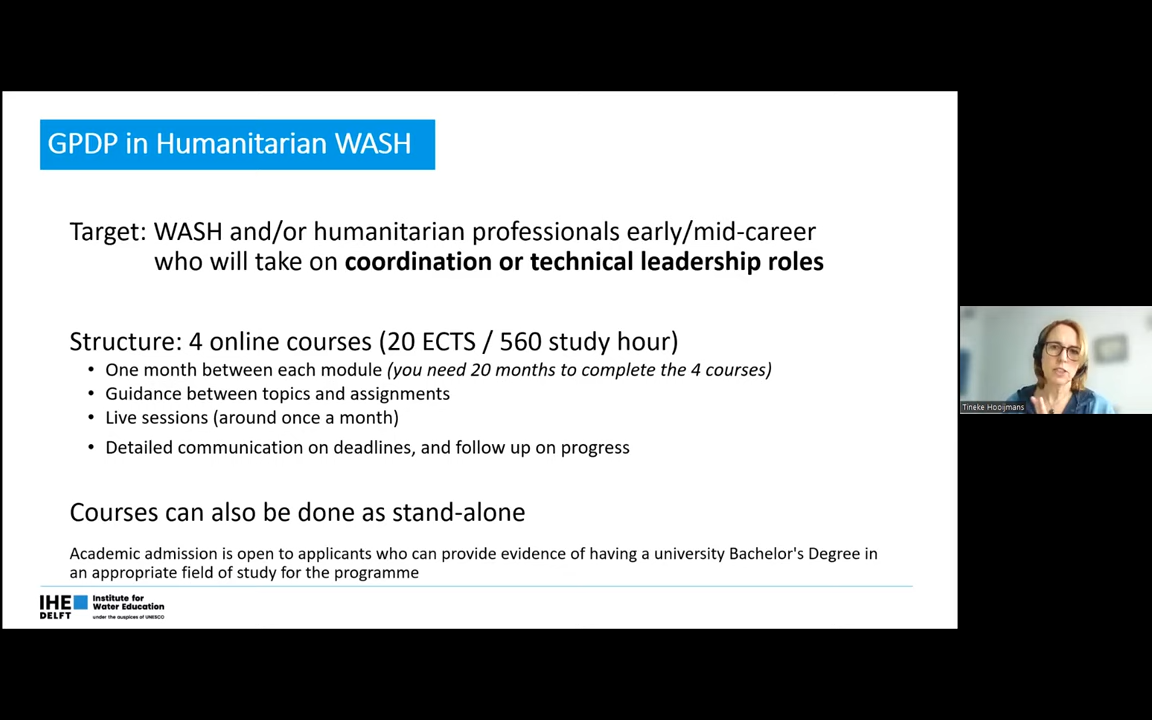 GPDP in Humanitarian WASH
Target: WASH and/or humanitarian professionals early/mid-career
who will take on coordination or technical leadership roles
Structure: 4 online courses (20 ECTS / 560 study hour)
• One month between each module (you need 20 months to complete the 4 courses)
• Guidance between topics and assignments
• Live sessions (around once a month)
• Detailed communication on deadlines, and follow up on progress
Courses can also be done as stand-alone
Academic admission is open to applicants who can provide evidence of having a university Bachelor's Degree in
an appropriate field of study for the programme
IHE DELFT
Institute for
Water Education
under the auspices of UNESCO
Tineke Hooijmans